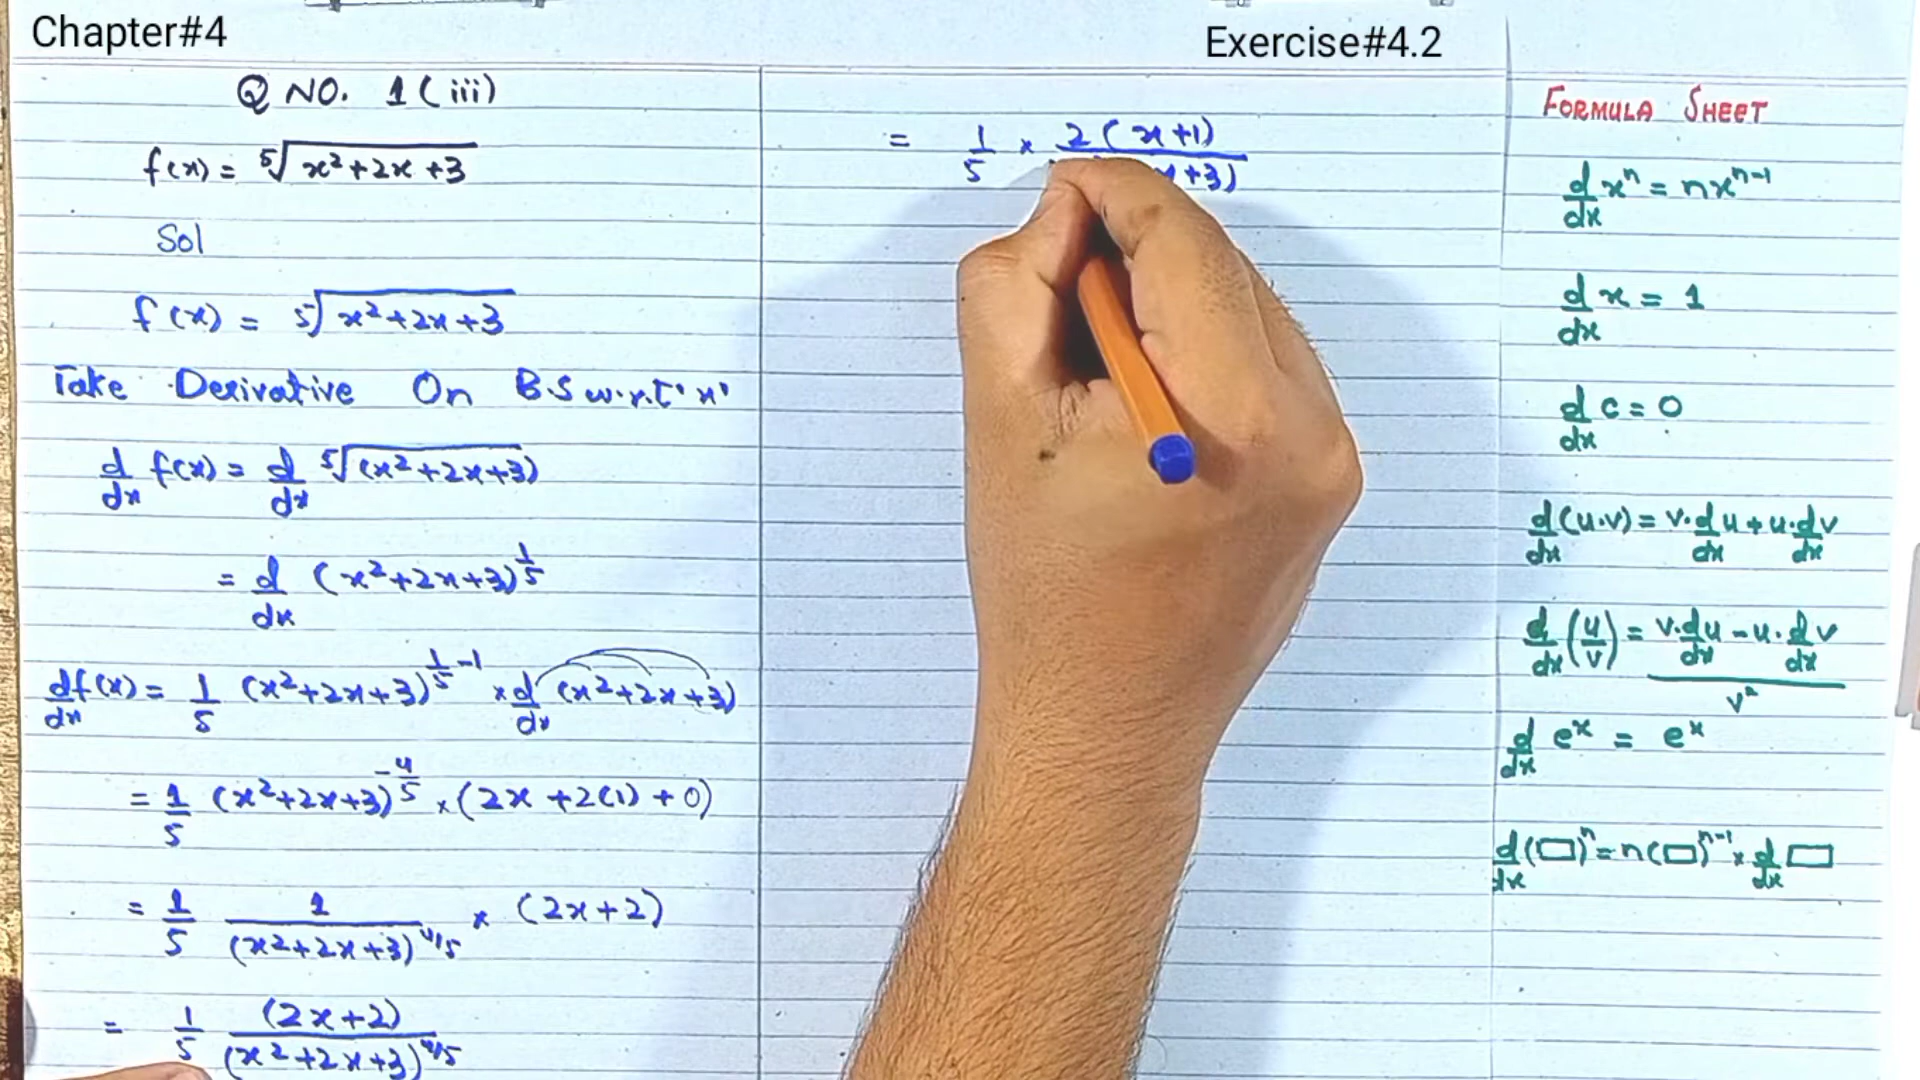 Chapter#4
Exercise#4.2
Q NO. 1 (iii)
f(x) = ⁵√(x²+2x+3)
Sol
f(x) = ⁵√(x²+2x+3)
Take Derivative On B.S w.r.t 'x'
d/dx f(x) = d/dx ⁵√(x²+2x+3)
= d/dx (x²+2x+3)^(1/5)
df(x)/dx = 1/5 (x²+2x+3)^(1/5 -1) × d/dx (x²+2x+3)
= 1/5 (x²+2x+3)^(-4/5) × (2x+2(1)+0)
= 1/5 1/(x²+2x+3)^(4/5) × (2x+2)
= 1/5 (2x+2)/(x²+2x+3)^(4/5)
= 1/5 × 2(x+1)/ +3)
FORMULA SHEET
d/dx xⁿ = nxⁿ⁻¹
d/dx x = 1
d/dx c = 0
d/dx (u·v) = v·d/dx u + u·d/dx v
d/dx (u/v) = (v·d/dx u - u·d/dx v)/v²
d/dx eˣ = eˣ
d/dx (▭)ⁿ = n(▭)ⁿ⁻¹ × d/dx ▭